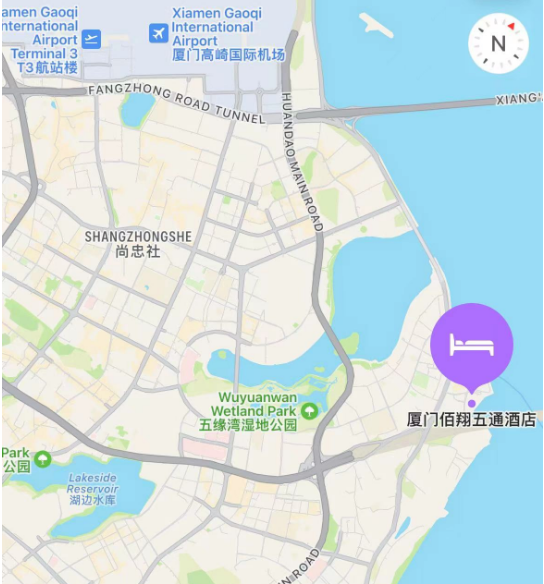 amen Gaoqi
nternational
Airport
Terminal 3
T3航站楼
Xiamen Gaoqi
International
Airport
厦门高崎国际机场
N
FANGZHONG ROAD TUNNEL
XIANG'
HUANDAO MAIN ROAD
SHANGZHONGSHE
尚忠社
Wuyuanwan
Wetland Park
五缘湾湿地公园
厦门佰翔五通酒店
Park
公园
Lakeside
Reservoir
湖边水库
ROAD